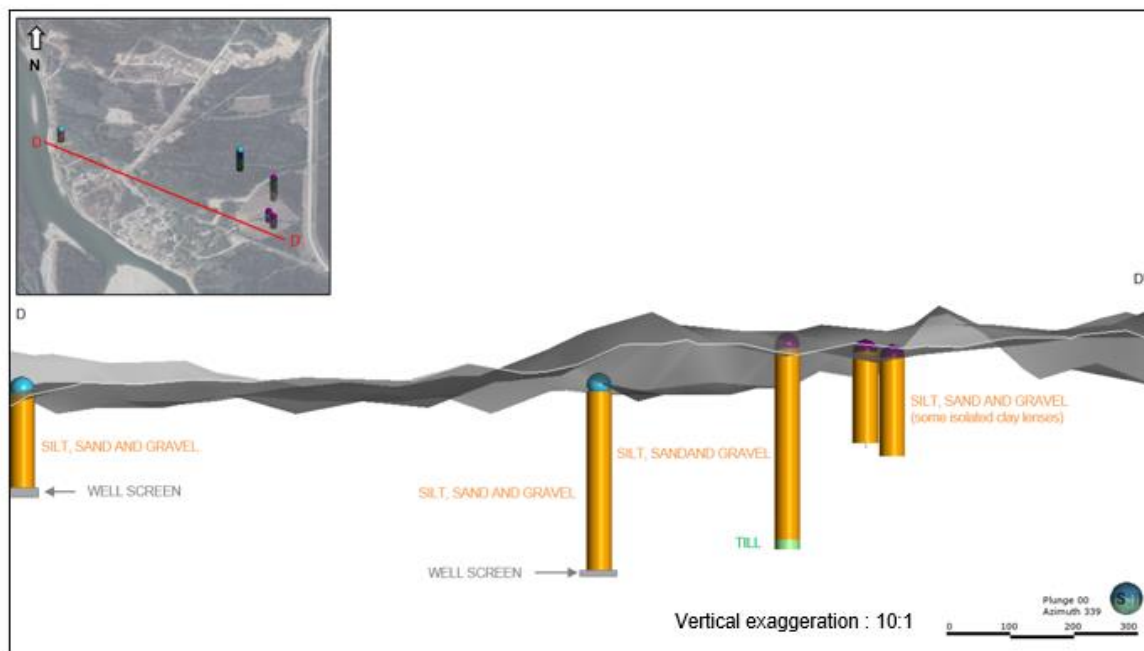 N
D
D'
D
D'
SILT, SAND AND GRAVEL
WELL SCREEN
SILT, SAND AND GRAVEL
WELL SCREEN
SILT, SANDAND GRAVEL
TILL
SILT, SAND AND GRAVEL
(some isolated clay lenses)
Vertical exaggeration : 10:1
Plunge 00
Azimuth 339
0 100 200 300
S